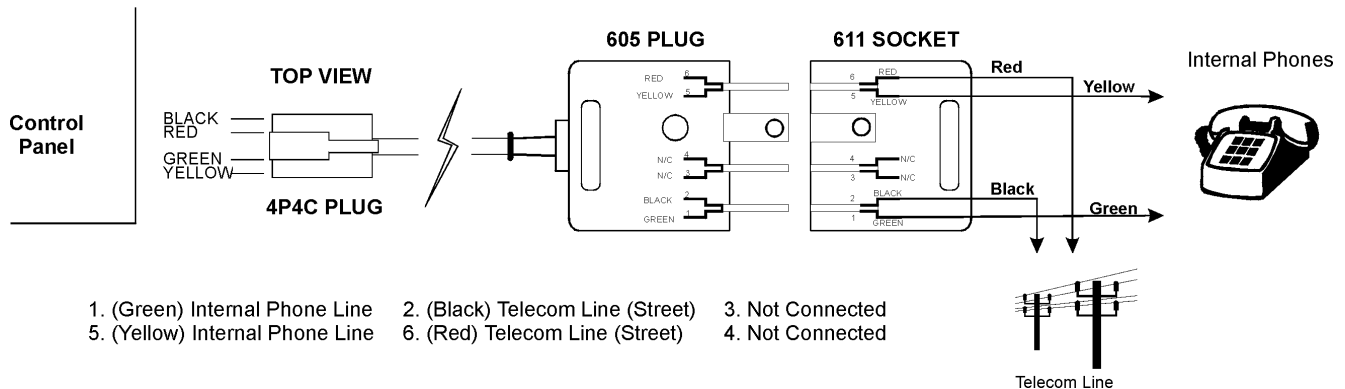 605 PLUG
611 SOCKET
Internal Phones
TOP VIEW
Control
Panel
BLACK
RED
GREEN
YELLOW
4P4C PLUG
RED 6
YELLOW 5
N/C 4
N/C 3
BLACK 2
GREEN 1
6 RED
5 YELLOW
4 N/C
3 N/C
2 BLACK
1 GREEN
Red
Yellow
Black
Green
1. (Green) Internal Phone Line 2. (Black) Telecom Line (Street) 3. Not Connected
5. (Yellow) Internal Phone Line 6. (Red) Telecom Line (Street) 4. Not Connected
Telecom Line